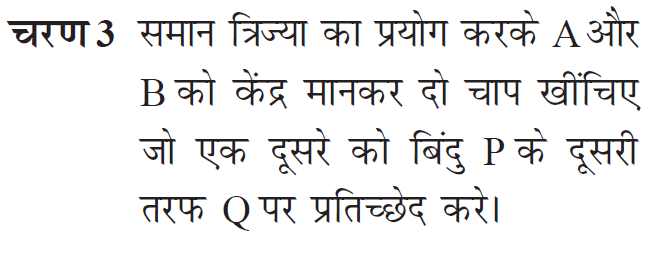 चरण 3 समान त्रिज्या का प्रयोग करके A और
B को केंद्र मानकर दो चाप खींचिए
जो एक दूसरे को बिंदु P के दूसरी
तरफ Q पर प्रतिच्छेद करे।